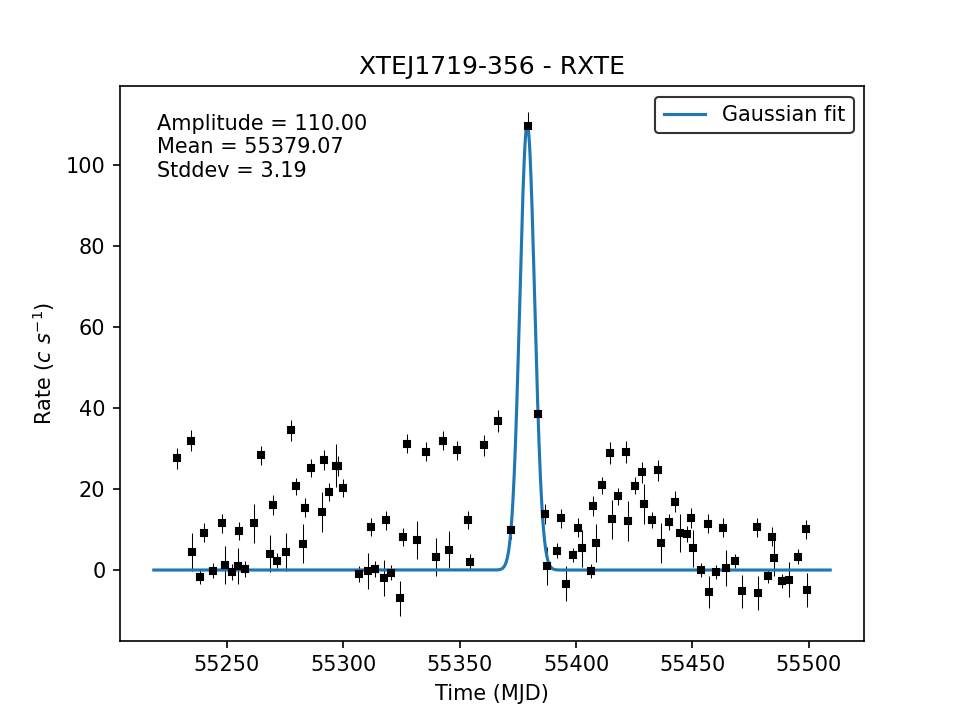 XTEJ1719-356 - RXTE
Amplitude = 110.00
Mean = 55379.07
Stddev = 3.19
Gaussian fit
100
80
60
40
20
0
Rate (c s⁻¹)
55250 55300 55350 55400 55450 55500
Time (MJD)